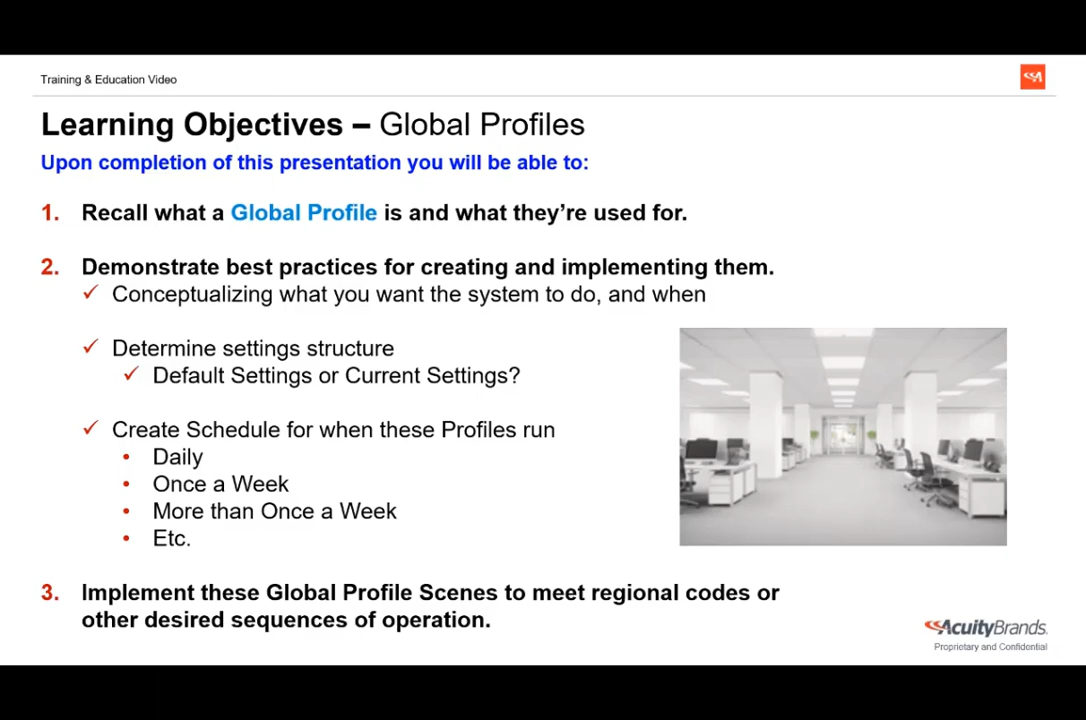 Training & Education Video
Learning Objectives – Global Profiles
Upon completion of this presentation you will be able to:
1. Recall what a Global Profile is and what they're used for.
2. Demonstrate best practices for creating and implementing them.
✓ Conceptualizing what you want the system to do, and when
✓ Determine settings structure
✓ Default Settings or Current Settings?
✓ Create Schedule for when these Profiles run
• Daily
• Once a Week
• More than Once a Week
• Etc.
3. Implement these Global Profile Scenes to meet regional codes or
other desired sequences of operation.
AcuityBrands.
Proprietary and Confidential